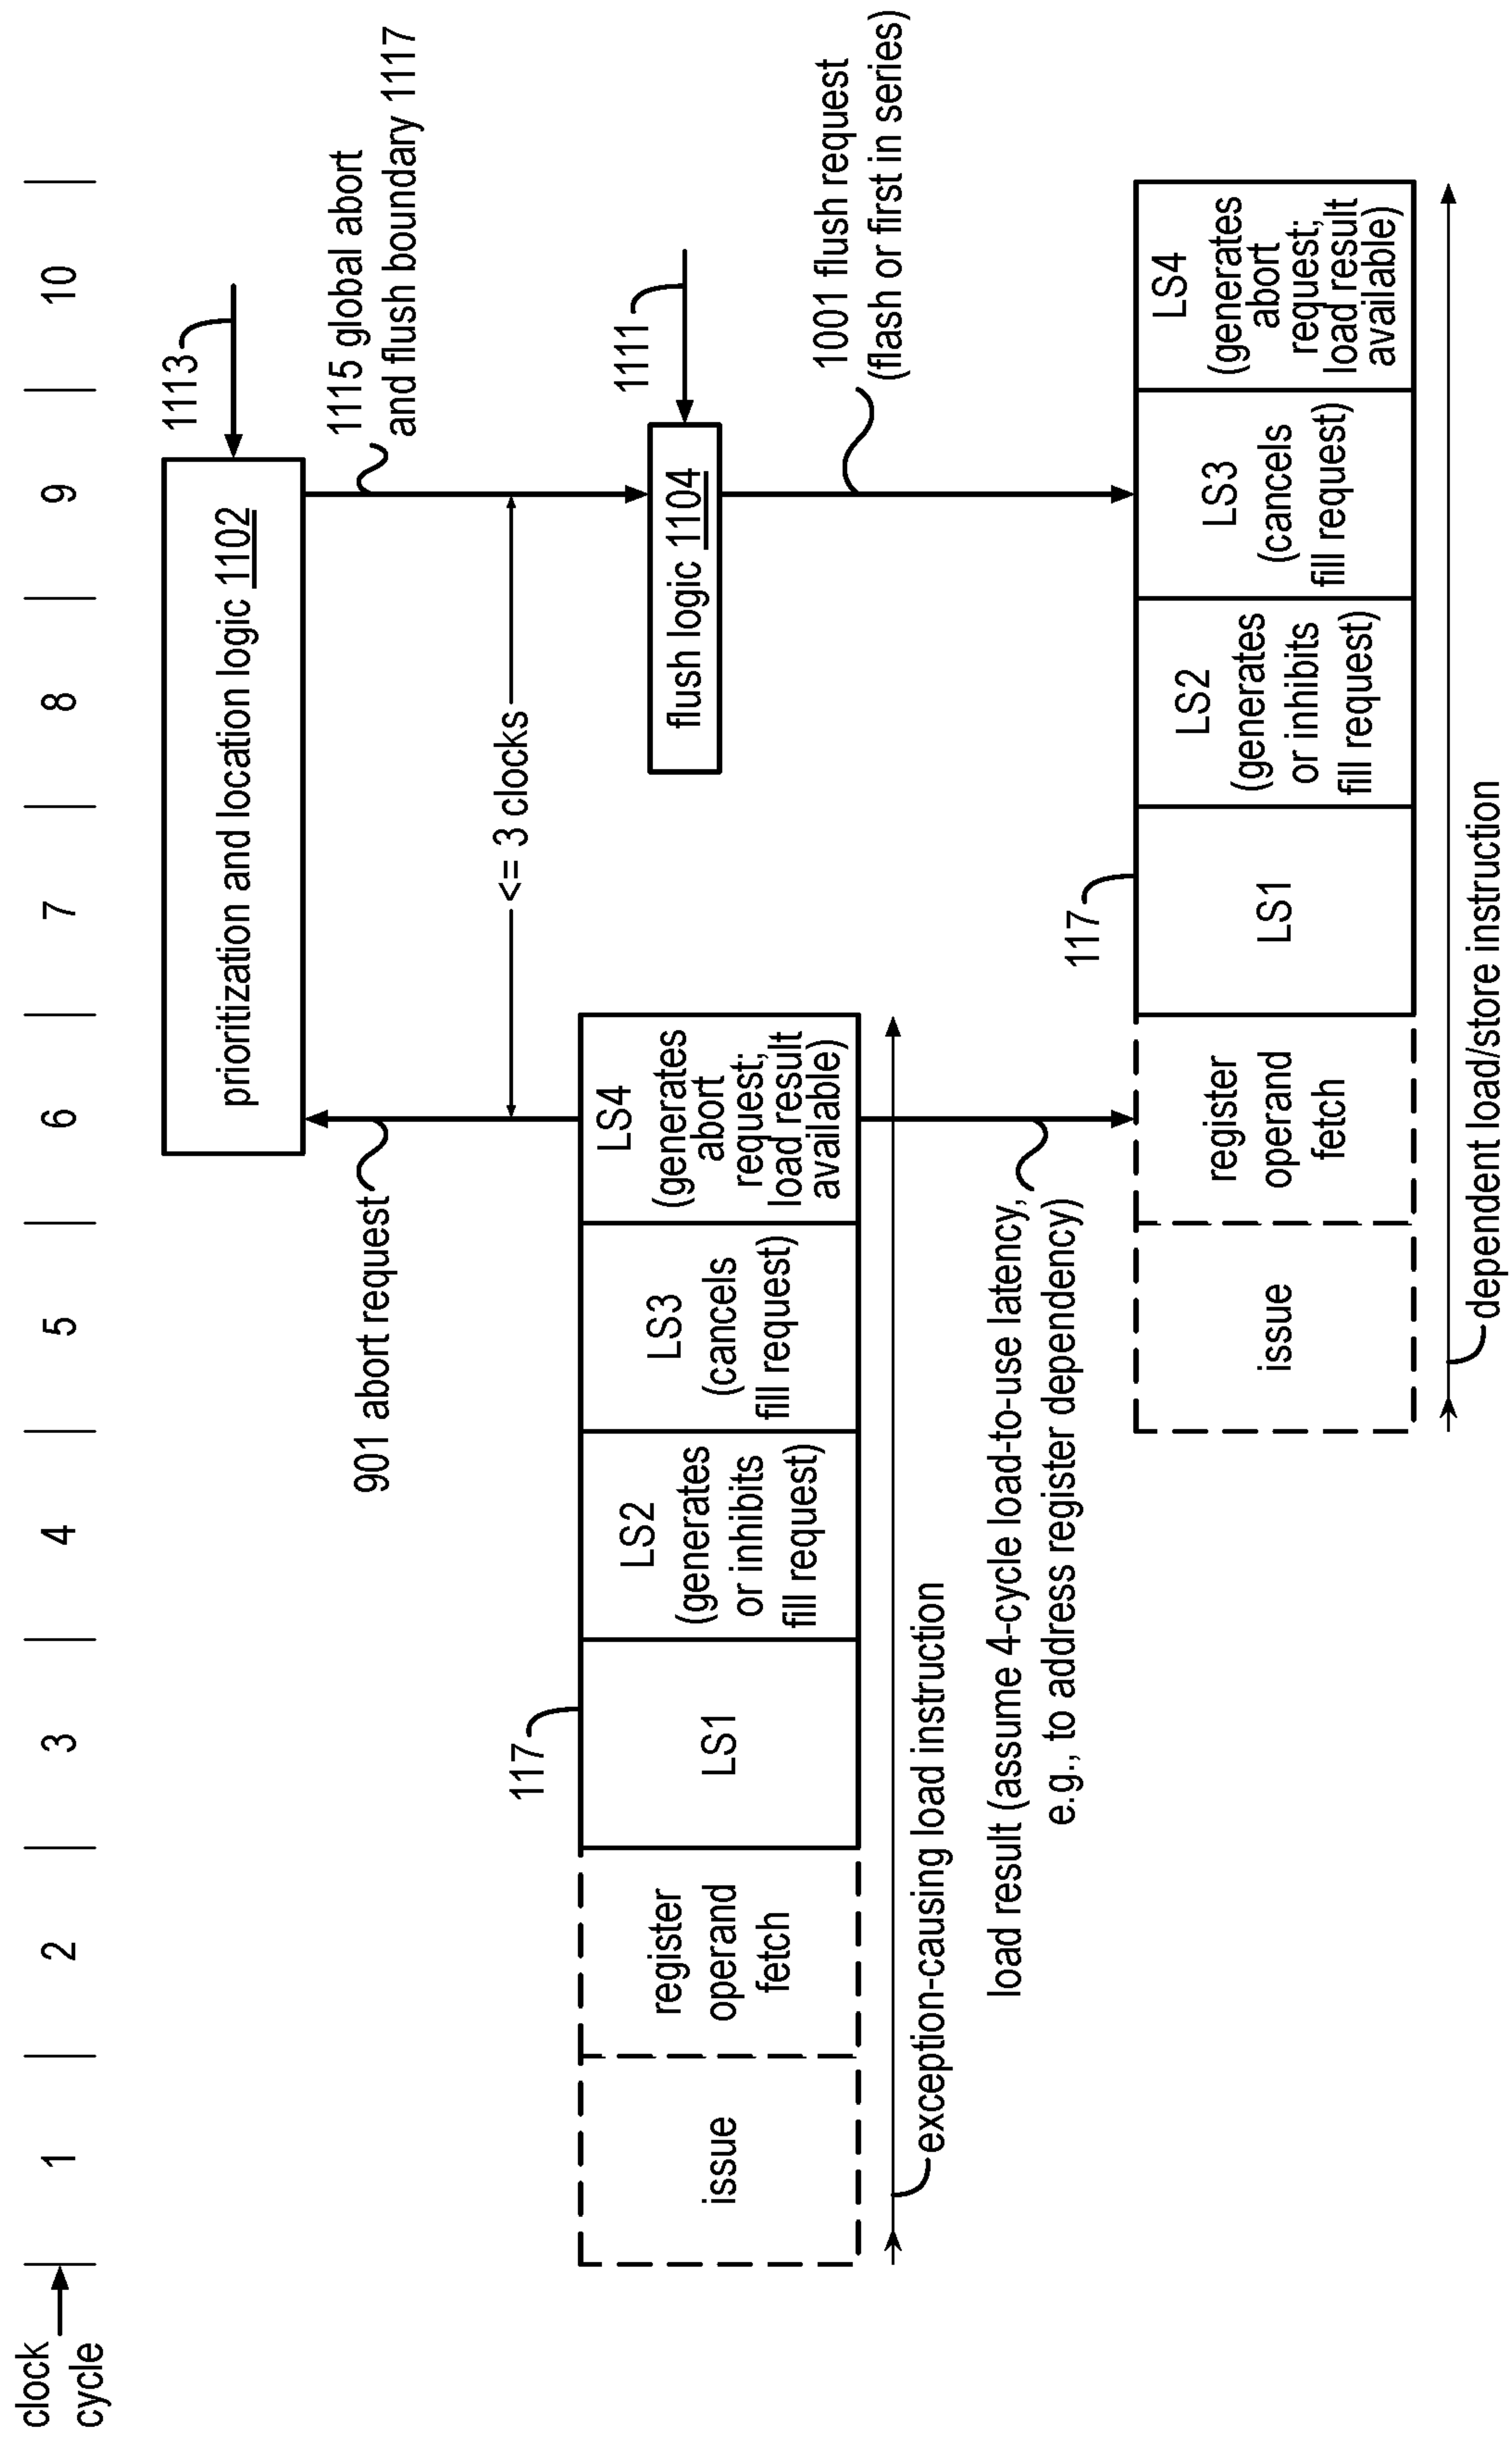 clock
cycle
1
2
3
4
5
6
7
8
9
10
prioritization and location logic 1102
1113
901 abort request
1115 global abort
and flush boundary 1117
<= 3 clocks
flush logic 1104
1111
1001 flush request
(flash or first in series)
117
issue
register
operand
fetch
LS1
LS2
(generates
or inhibits
fill request)
LS3
(cancels
fill request)
LS4
(generates
abort
request;
load result
available)
exception-causing load instruction
load result (assume 4-cycle load-to-use latency,
e.g., to address register dependency)
117
issue
register
operand
fetch
LS1
LS2
(generates
or inhibits
fill request)
LS3
(cancels
fill request)
LS4
(generates
abort
request;
load result
available)
dependent load/store instruction